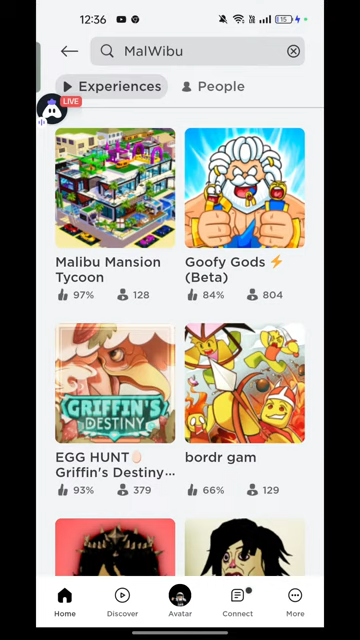 12:36
15
MalWibu
Experiences
People
LIVE
Malibu Mansion
Tycoon
97% 128
Goofy Gods ⚡
(Beta)
84% 804
GRIFFIN'S
DESTINY
EGG HUNT🥚
Griffin's Destiny...
93% 379
bordr gam
66% 129
Home
Discover
Avatar
Connect
More